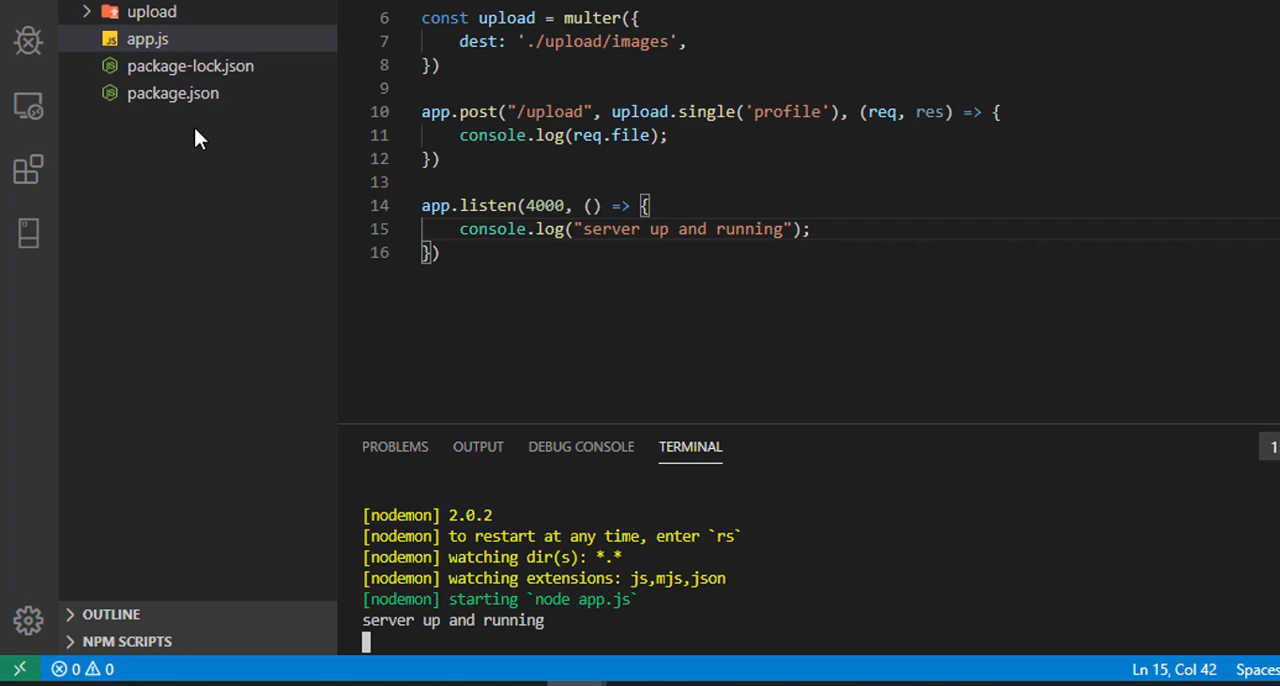 upload
app.js
package-lock.json
package.json
6 const upload = multer({
7 dest: './upload/images',
8 })
9
10 app.post("/upload", upload.single('profile'), (req, res) => {
11 console.log(req.file);
12 })
13
14 app.listen(4000, () => {
15 console.log("server up and running");
16 })
PROBLEMS OUTPUT DEBUG CONSOLE TERMINAL
[nodemon] 2.0.2
[nodemon] to restart at any time, enter `rs`
[nodemon] watching dir(s): *.*
[nodemon] watching extensions: js,mjs,json
[nodemon] starting `node app.js`
server up and running
OUTLINE
NPM SCRIPTS
0 0
Ln 15, Col 42 Spaces